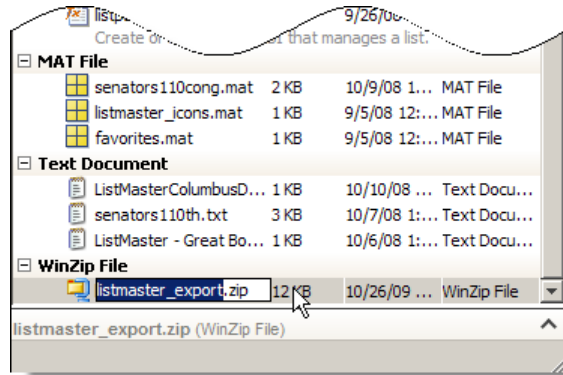 9/26/
Create that manages a list.
MAT File
senators110cong.mat 2 KB 10/9/08 1... MAT File
listmaster_icons.mat 1 KB 9/5/08 12:... MAT File
favorites.mat 1 KB 9/5/08 12:... MAT File
Text Document
ListMasterColumbusD... 1 KB 10/10/08 ... Text Docu...
senators110th.txt 3 KB 10/7/08 1:... Text Docu...
ListMaster - Great Bo... 1 KB 10/6/08 1:... Text Docu...
WinZip File
listmaster_export.zip 12 KB 10/26/09 ... WinZip File
listmaster_export.zip (WinZip File)